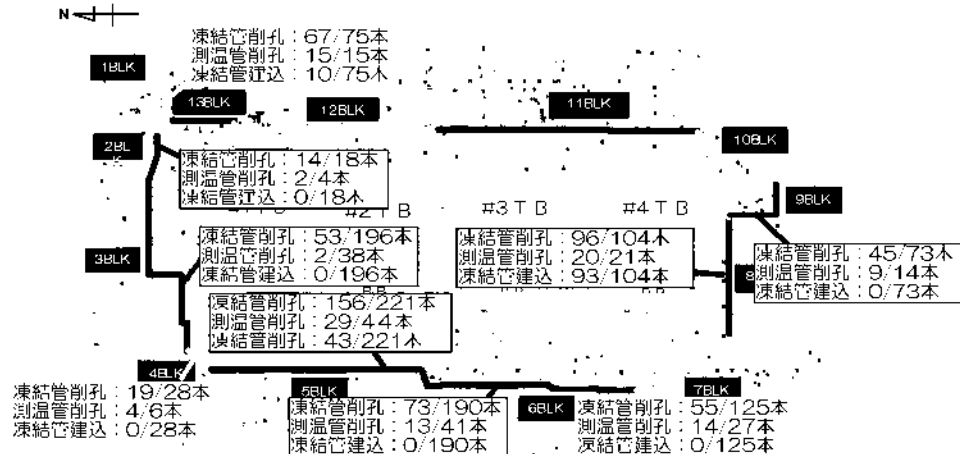 N
凍結管削孔：67/75本
測温管削孔：15/15本
凍結管建込：10/75本
1BLK
13BLK
12BLK
11BLK
2BL
K
10BLK
凍結管削孔：14/18本
測温管削孔：2/4本
凍結管建込：0/18本
#2TB
#3TB
#4TB
9BLK
凍結管削孔：53/196本
測温管削孔：2/38本
凍結管建込：0/196本
凍結管削孔：96/104本
測温管削孔：20/21本
凍結管建込：93/104本
3BLK
8
凍結管削孔：45/73本
測温管削孔：9/14本
凍結管建込：0/73本
凍結管削孔：156/221本
測温管削孔：29/44本
凍結管建込：43/221本
4BLK
凍結管削孔：19/28本
測温管削孔：4/6本
凍結管建込：0/28本
5BLK
凍結管削孔：73/190本
測温管削孔：13/41本
凍結管建込：0/190本
6BLK
7BLK
凍結管削孔：55/125本
測温管削孔：14/27本
凍結管建込：0/125本